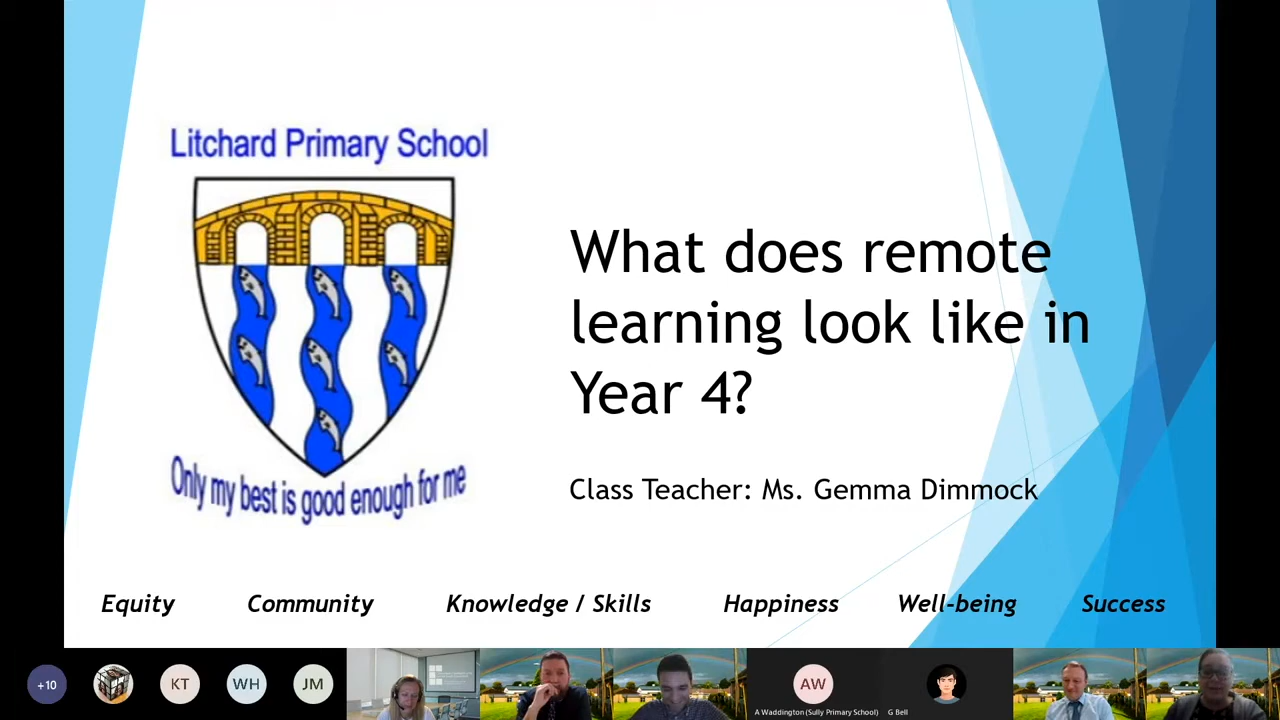 Litchard Primary School
Only my best is good enough for me
What does remote
learning look like in
Year 4?
Class Teacher: Ms. Gemma Dimmock
Equity Community Knowledge / Skills Happiness Well-being Success
+10 KT WH JM AW
A Waddington (Sully Primary School) G Bell